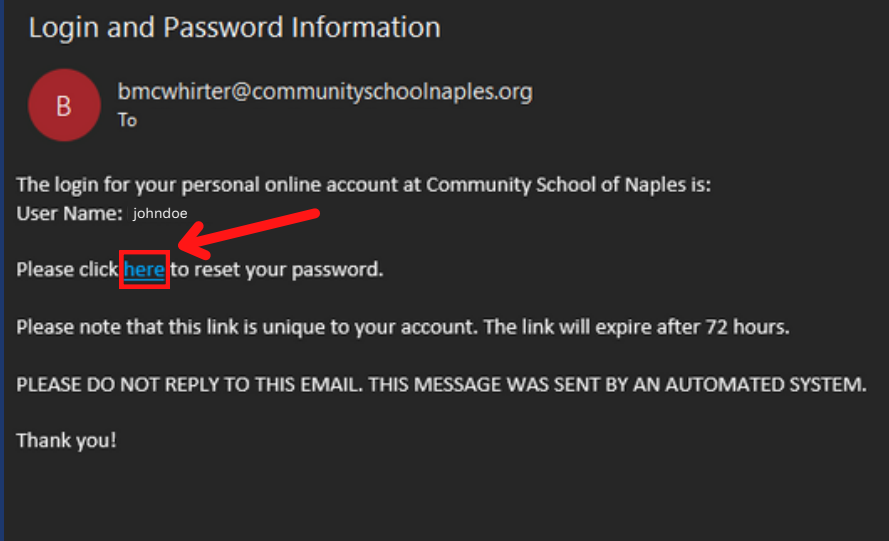 Login and Password Information
B
bmcwhirter@communityschoolnaples.org
To
The login for your personal online account at Community School of Naples is:
User Name: johndoe
Please click here to reset your password.
Please note that this link is unique to your account. The link will expire after 72 hours.
PLEASE DO NOT REPLY TO THIS EMAIL. THIS MESSAGE WAS SENT BY AN AUTOMATED SYSTEM.
Thank you!